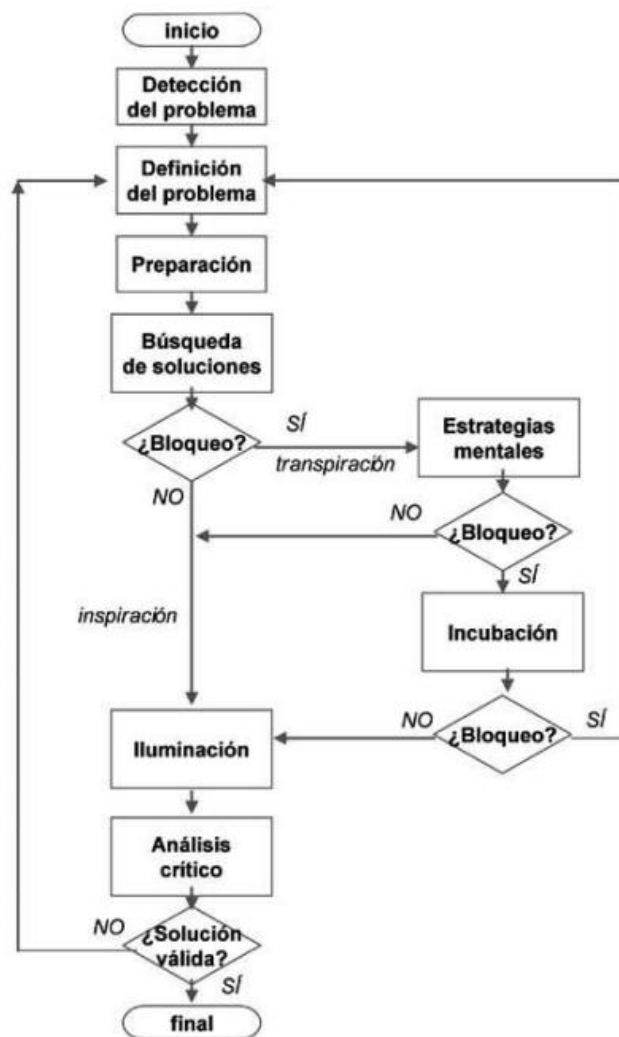 inicio
Detección
del problema
Definición
del problema
Preparación
Búsqueda
de soluciones
¿Bloqueo?
SÍ
transpiración
Estrategias
mentales
NO
NO
¿Bloqueo?
SÍ
inspiración
Incubación
Iluminación
NO
¿Bloqueo?
SÍ
Análisis
crítico
NO
¿Solución
válida?
SÍ
final